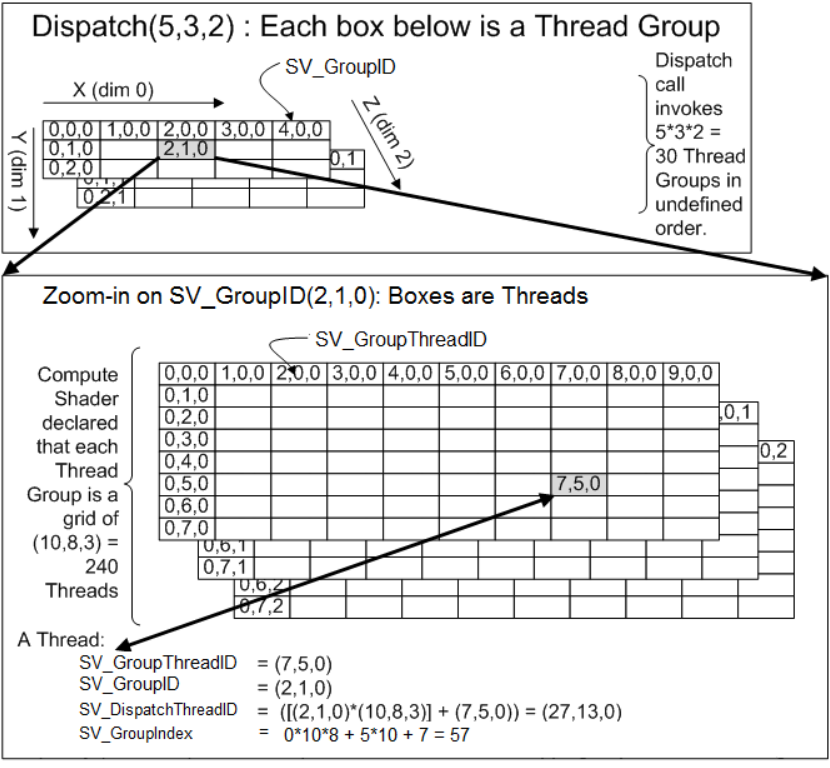 Dispatch(5,3,2) : Each box below is a Thread Group
SV_GroupID
X (dim 0)
Y (dim 1)
Z (dim 2)
0,0,0 1,0,0 2,0,0 3,0,0 4,0,0
0,1,0 2,1,0
0,2,0
0,1
0,2,1
Dispatch
call
invokes
5*3*2 =
30 Thread
Groups in
undefined
order.
Zoom-in on SV_GroupID(2,1,0): Boxes are Threads
SV_GroupThreadID
Compute
Shader
declared
that each
Thread
Group is a
grid of
(10,8,3) =
240
Threads
0,0,0 1,0,0 2,0,0 3,0,0 4,0,0 5,0,0 6,0,0 7,0,0 8,0,0 9,0,0
0,1,0
0,2,0
0,3,0
0,4,0
0,5,0 7,5,0
0,6,0
0,7,0
,0,1
0,6,1
0,7,1
0,2
0,6,2
0,7,2
A Thread:
SV_GroupThreadID = (7,5,0)
SV_GroupID = (2,1,0)
SV_DispatchThreadID = ([(2,1,0)*(10,8,3)] + (7,5,0)) = (27,13,0)
SV_GroupIndex = 0*10*8 + 5*10 + 7 = 57